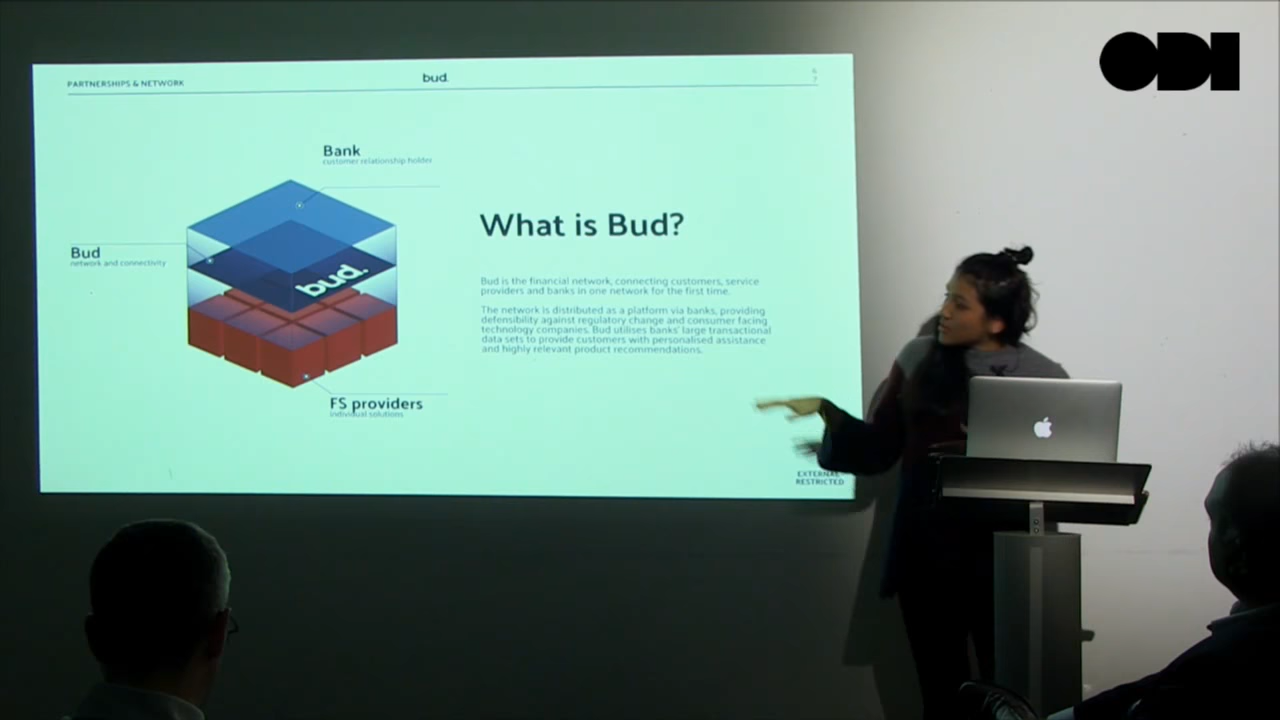 ODI
PARTNERSHIPS & NETWORK
bud.
6
7
Bank
customer relationship holder
Bud
network and connectivity
bud.
FS providers
individual solutions
What is Bud?
Bud is the financial network, connecting customers, service
providers and banks in one network for the first time.
The network is distributed as a platform via banks, providing
defensibility against regulatory change and consumer facing
technology companies. Bud utilises banks' large transactional
data sets to provide customers with personalised assistance
and highly relevant product recommendations.
EXTERNAL
RESTRICTED